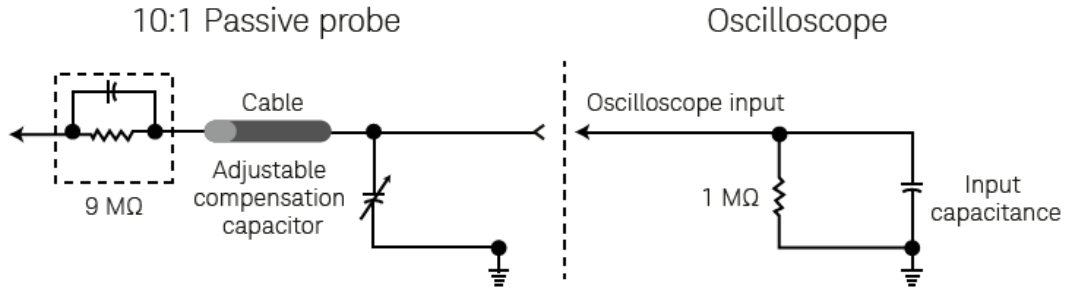 10:1 Passive probe
Oscilloscope
Cable
Oscilloscope input
Adjustable
compensation
capacitor
9 MΩ
1 MΩ
Input
capacitance